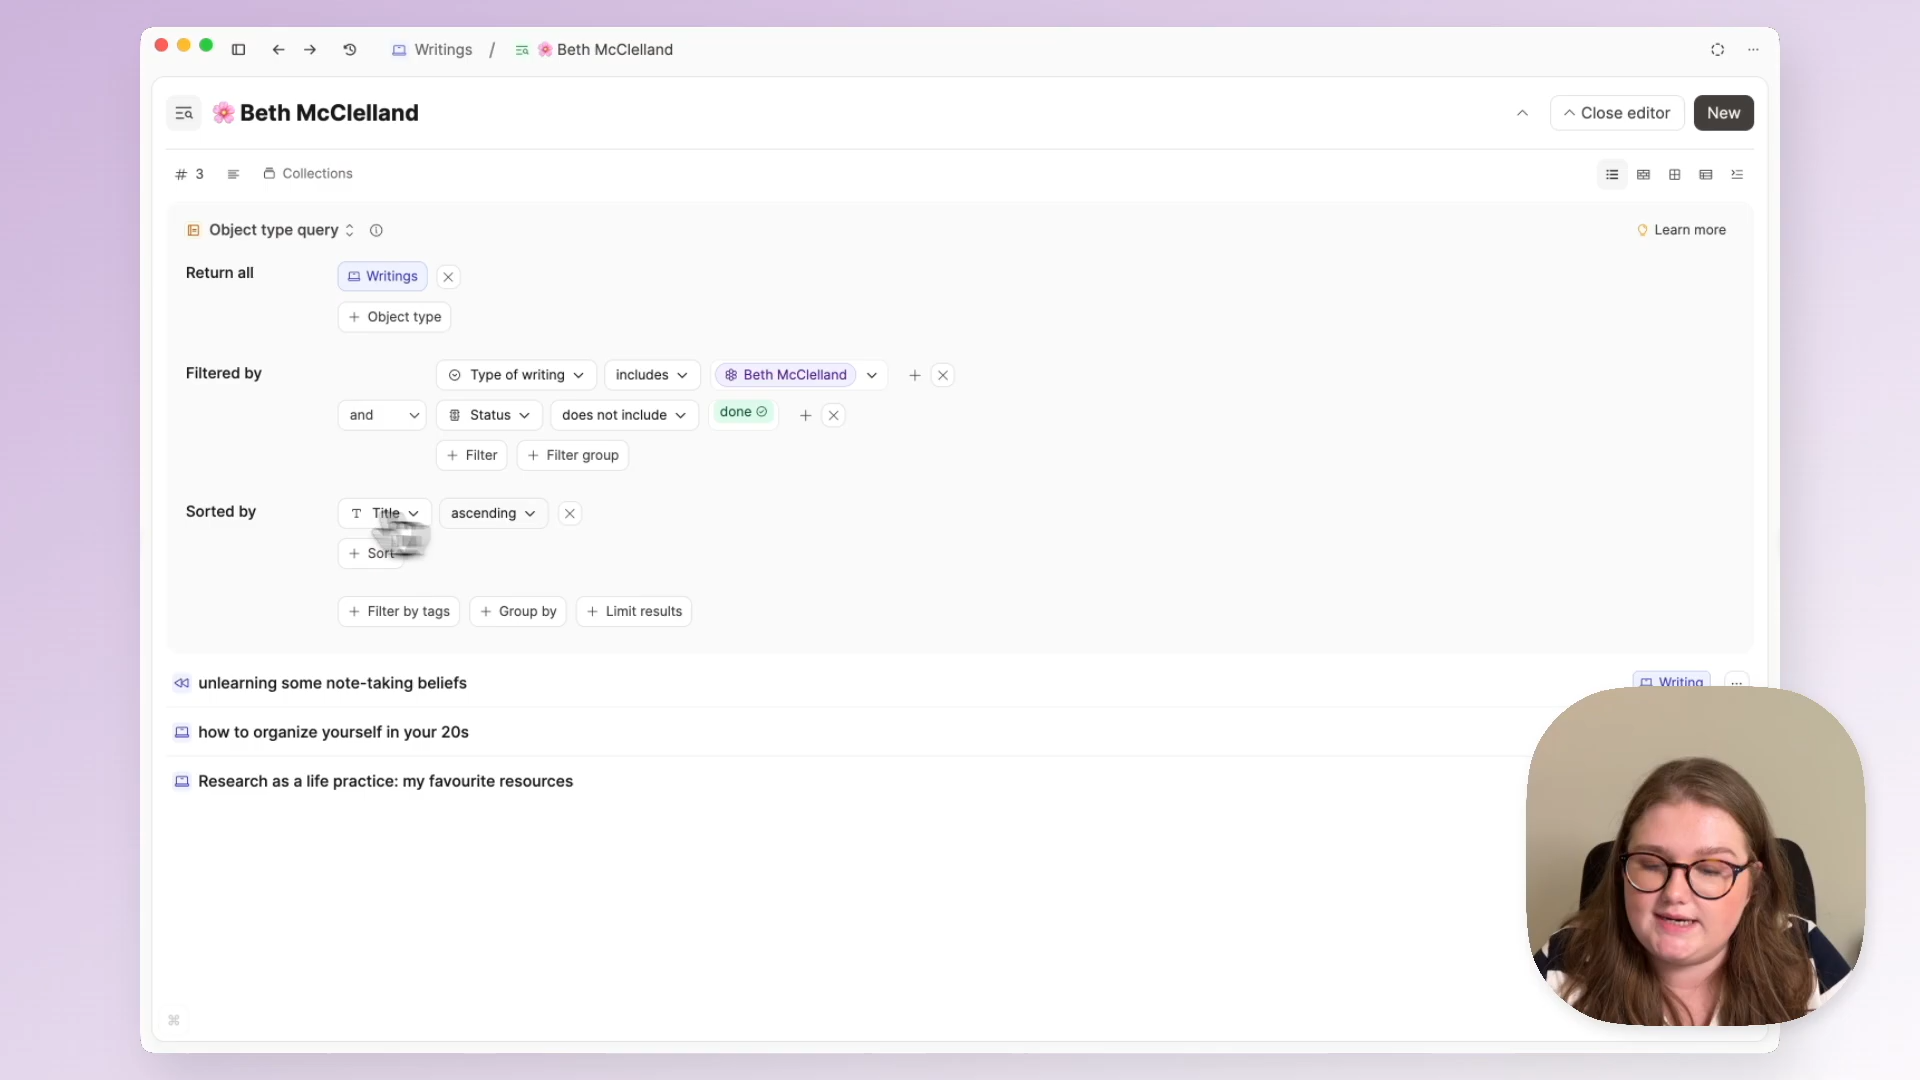 Writings / 🌸 Beth McClelland
🌸 Beth McClelland
Close editor
New
# 3
Collections
Object type query
Learn more
Return all
Writings
+ Object type
Filtered by
Type of writing
includes
Beth McClelland
and
Status
does not include
done
+ Filter
+ Filter group
Sorted by
T Title
ascending
+ Sort
+ Filter by tags
+ Group by
+ Limit results
unlearning some note-taking beliefs
Writing
how to organize yourself in your 20s
Research as a life practice: my favourite resources